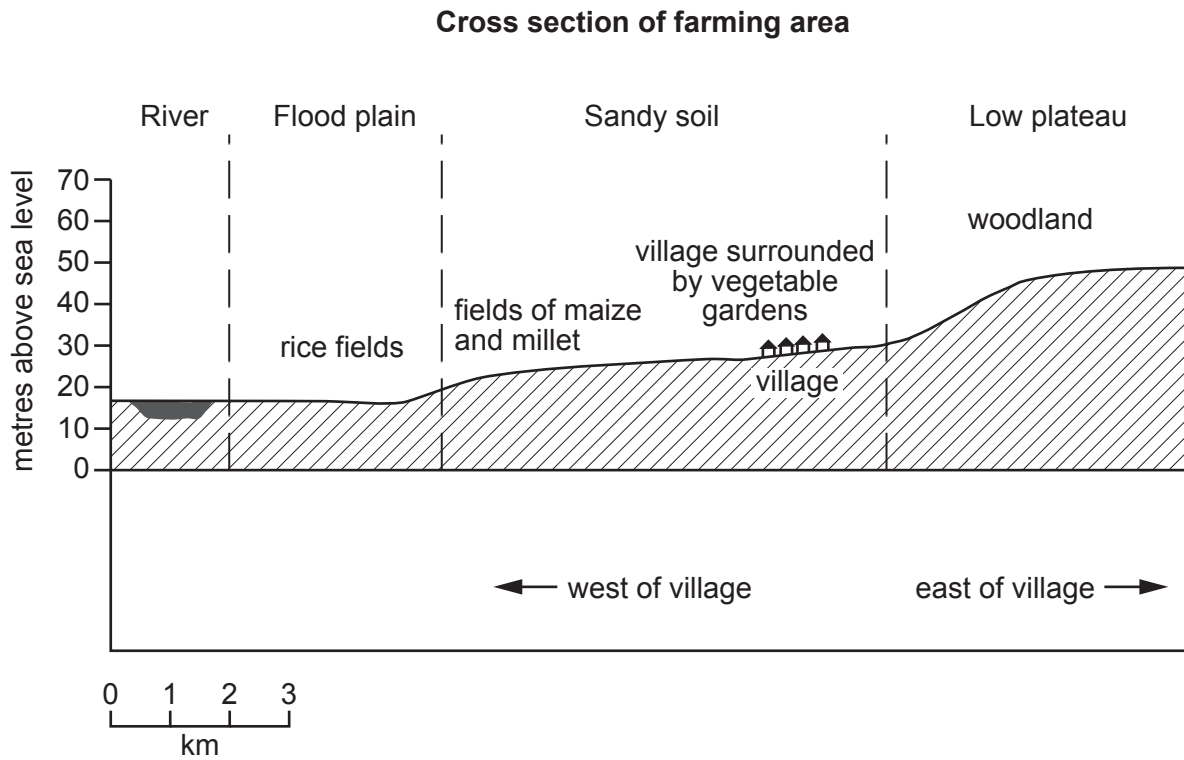 Cross section of farming area
River
Flood plain
Sandy soil
Low plateau
metres above sea level
70
60
50
40
30
20
10
0
rice fields
fields of maize
and millet
village surrounded
by vegetable
gardens
village
woodland
west of village
east of village
0 1 2 3
km